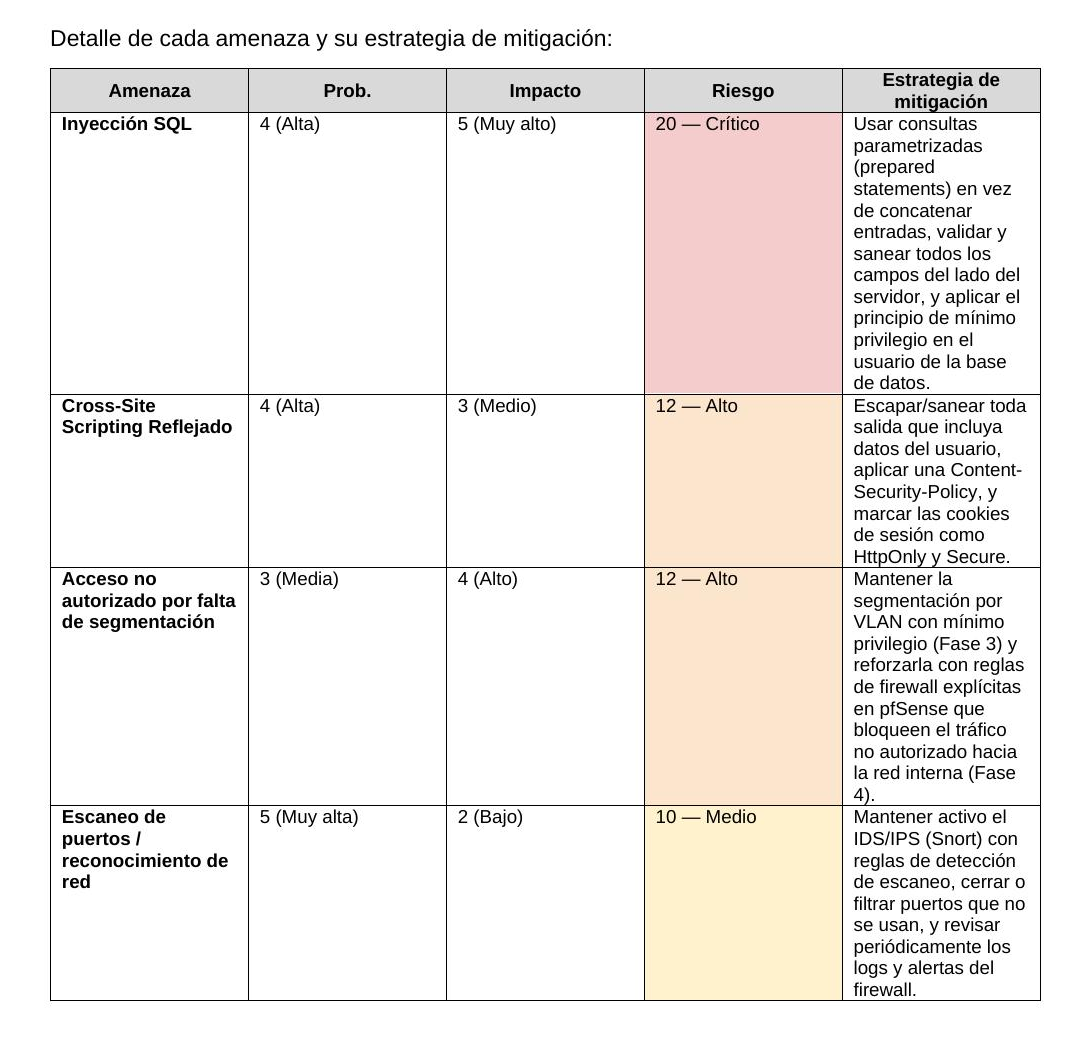 Detalle de cada amenaza y su estrategia de mitigación:
Amenaza
Prob.
Impacto
Riesgo
Estrategia de
mitigación
Inyección SQL
4 (Alta)
5 (Muy alto)
20 — Crítico
Usar consultas
parametrizadas
(prepared
statements) en vez
de concatenar
entradas, validar y
sanear todos los
campos del lado del
servidor, y aplicar el
principio de mínimo
privilegio en el
usuario de la base
de datos.
Cross-Site
Scripting Reflejado
4 (Alta)
3 (Medio)
12 — Alto
Escapar/sanear toda
salida que incluya
datos del usuario,
aplicar una Content-
Security-Policy, y
marcar las cookies
de sesión como
HttpOnly y Secure.
Acceso no
autorizado por falta
de segmentación
3 (Media)
4 (Alto)
12 — Alto
Mantener la
segmentación por
VLAN con mínimo
privilegio (Fase 3) y
reforzarla con reglas
de firewall explícitas
en pfSense que
bloqueen el tráfico
no autorizado hacia
la red interna (Fase
4).
Escaneo de
puertos /
reconocimiento de
red
5 (Muy alta)
2 (Bajo)
10 — Medio
Mantener activo el
IDS/IPS (Snort) con
reglas de detección
de escaneo, cerrar o
filtrar puertos que no
se usan, y revisar
periódicamente los
logs y alertas del
firewall.